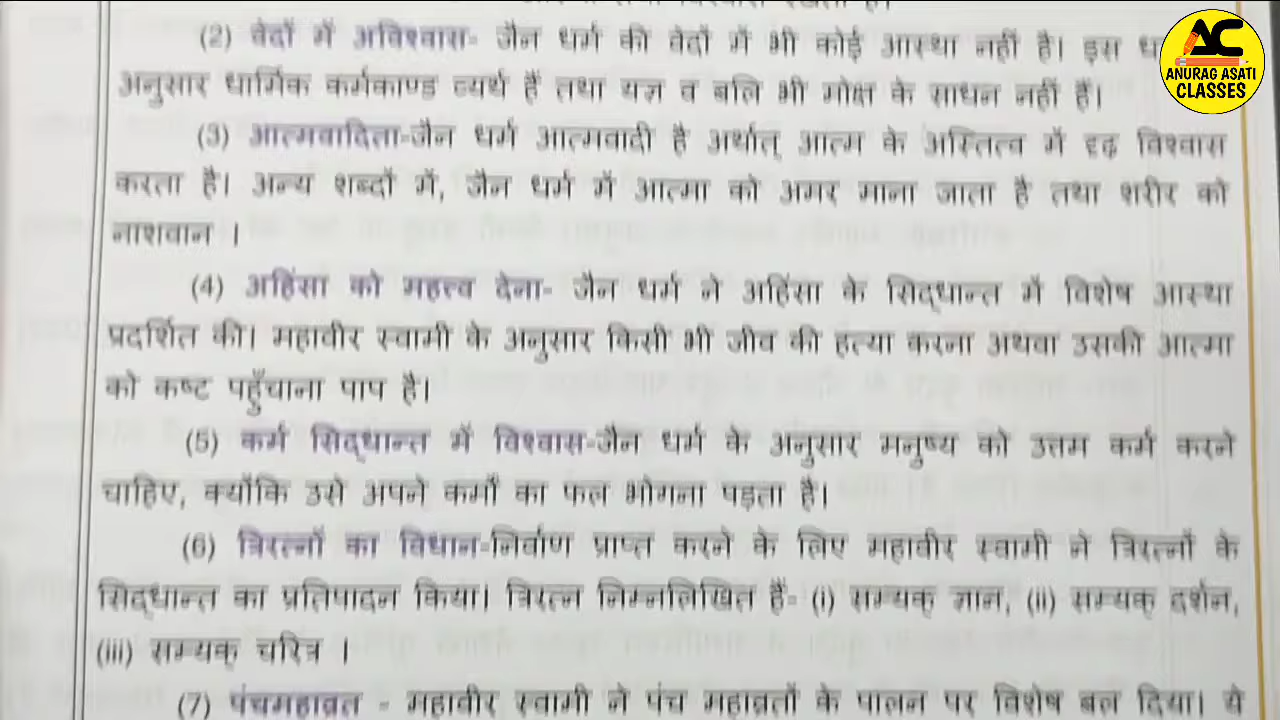 (2) वेदों में अविश्वास- जैन धर्म की वेदों में भी कोई आस्था नहीं है। इस
अनुसार धार्मिक कर्मकाण्ड व्यर्थ हैं तथा यज्ञ व बलि भी मोक्ष के साधन नहीं हैं।
(3) आत्मवादिता-जैन धर्म आत्मवादी है अर्थात् आत्म के अस्तित्व में दृढ़ विश्वास
करता है। अन्य शब्दों में, जैन धर्म में आत्मा को अमर माना जाता है तथा शरीर को
नाशवान ।
(4) अहिंसा को महत्त्व देना- जैन धर्म ने अहिंसा के सिद्धान्त में विशेष आस्था
प्रदर्शित की। महावीर स्वामी के अनुसार किसी भी जीव की हत्या करना अथवा उसकी आत्मा
को कष्ट पहुँचाना पाप है।
(5) कर्म सिद्धान्त में विश्वास-जैन धर्म के अनुसार मनुष्य को उत्तम कर्म करने
चाहिए, क्योंकि उसे अपने कर्मों का फल भोगना पड़ता है।
(6) त्रिरत्नों का विधान-निर्वाण प्राप्त करने के लिए महावीर स्वामी ने त्रिरत्नों के
सिद्धान्त का प्रतिपादन किया। त्रिरत्न निम्नलिखित हैं- (i) सम्यक् ज्ञान, (ii) सम्यक् दर्शन,
(iii) सम्यक् चरित्र ।
(7) पंचमहाव्रत - महावीर स्वामी ने पंच महाव्रतों के पालन पर विशेष बल दिया। ये
AC
ANURAG ASATI
CLASSES